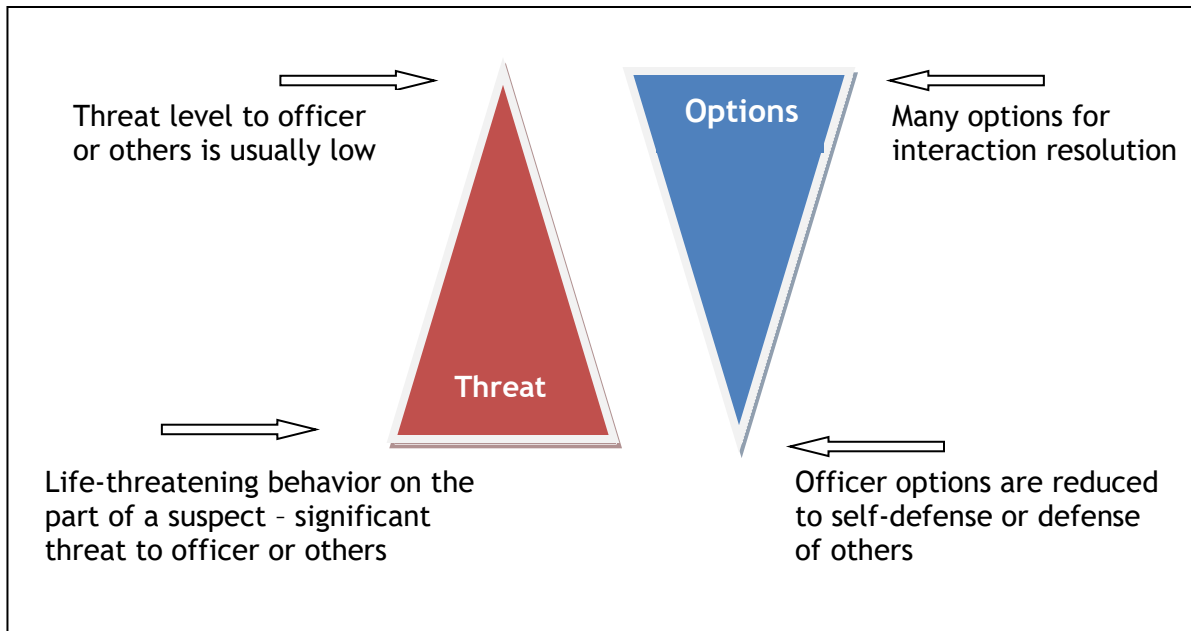 Threat level to officer
or others is usually low
Options
Many options for
interaction resolution
Threat
Life-threatening behavior on the
part of a suspect – significant
threat to officer or others
Officer options are reduced
to self-defense or defense
of others